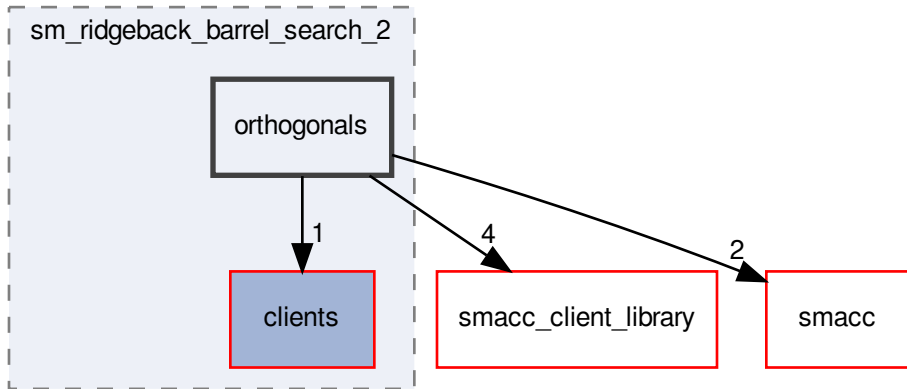 sm_ridgeback_barrel_search_2
orthogonals
1
4
2
clients
smacc_client_library
smacc